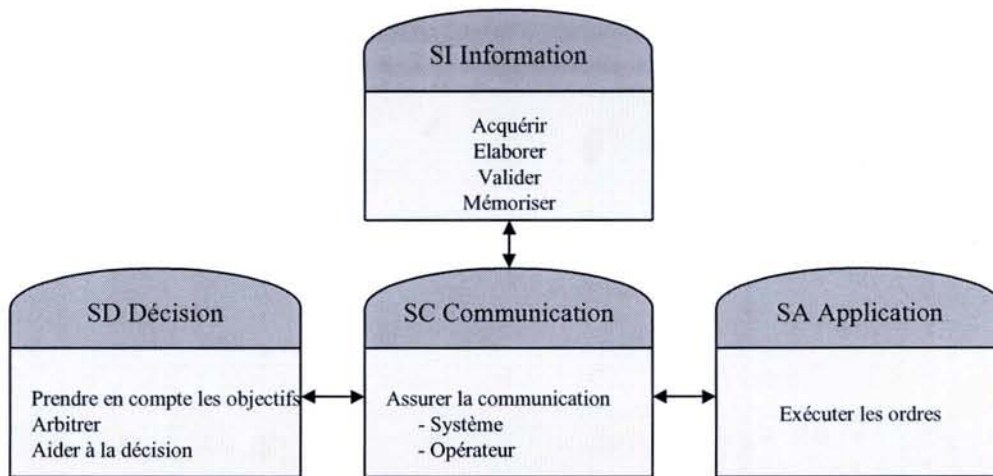 SI Information
Acquérir
Elaborer
Valider
Mémoriser
SD Décision
Prendre en compte les objectifs
Arbitrer
Aider à la décision
SC Communication
Assurer la communication
- Système
- Opérateur
SA Application
Exécuter les ordres